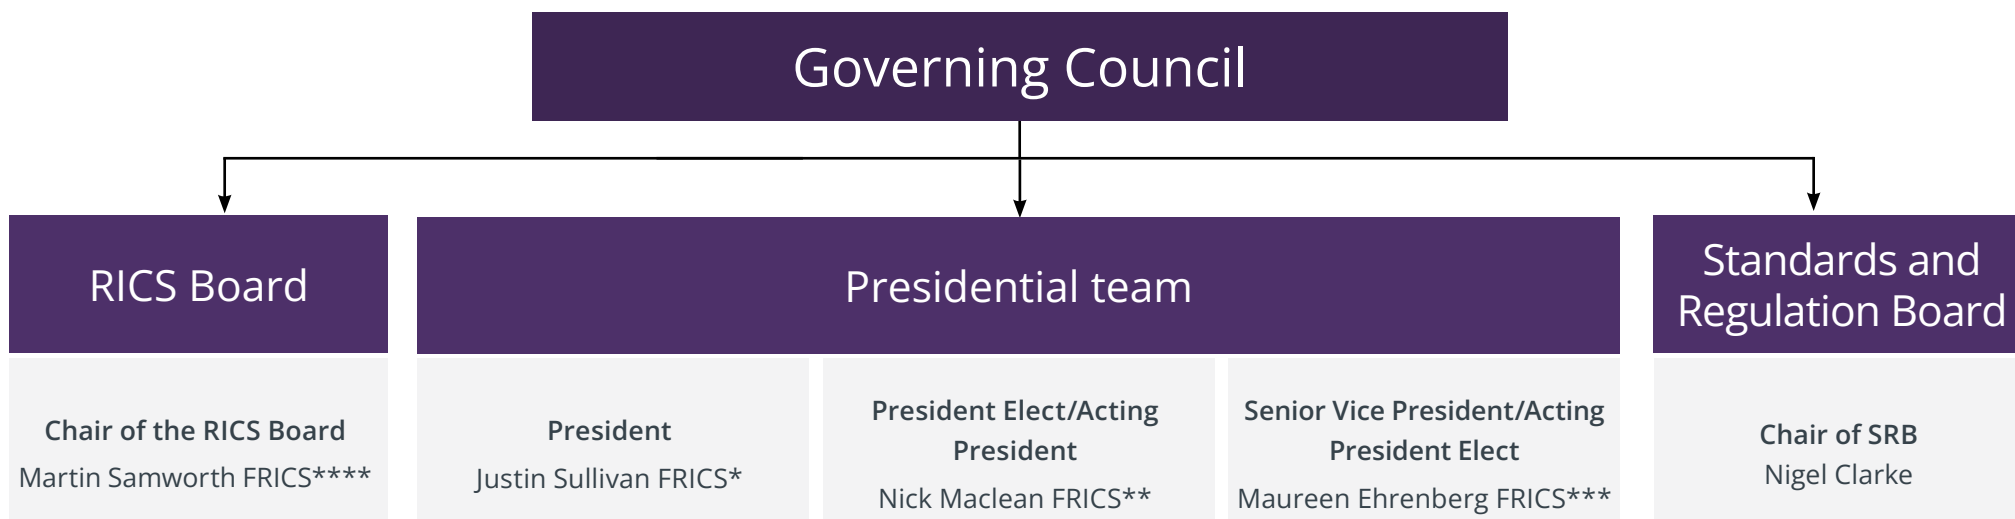 Governing Council
RICS Board
Presidential team
Standards and
Regulation Board
Chair of the RICS Board
Martin Samworth FRICS****
President
Justin Sullivan FRICS*
President Elect/Acting
President
Nick Maclean FRICS**
Senior Vice President/Acting
President Elect
Maureen Ehrenberg FRICS***
Chair of SRB
Nigel Clarke